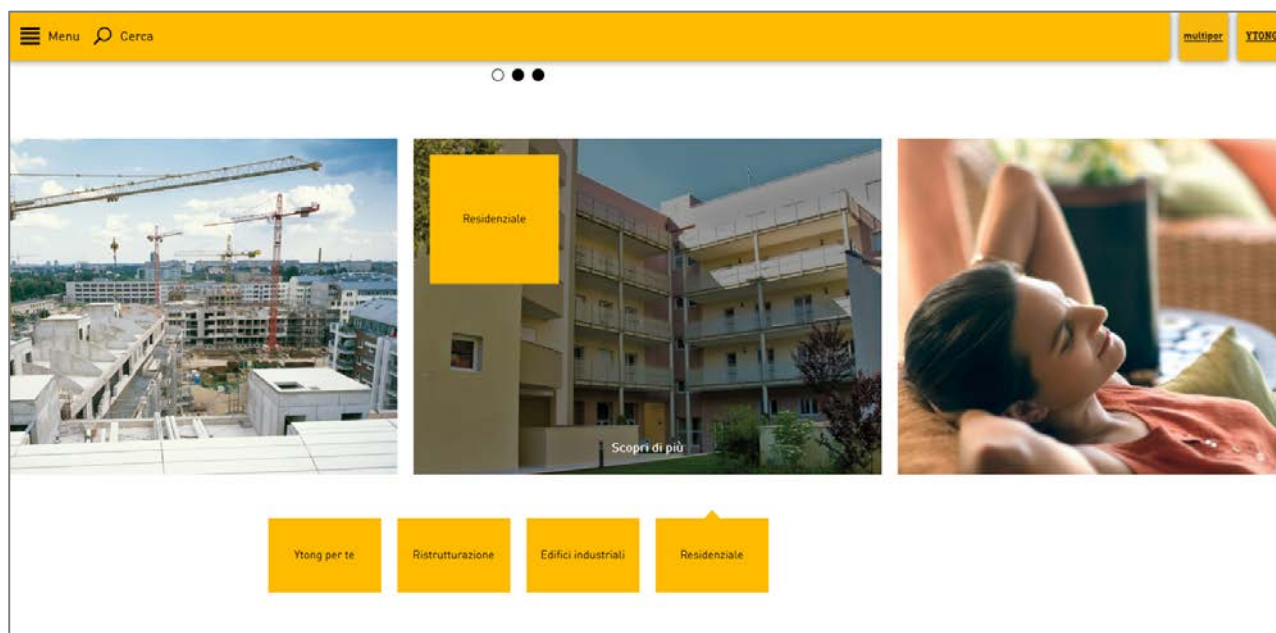 Menu
Cerca
multipor
YTONG
Residenziale
Scopri di più
Ytong per te
Ristrutturazione
Edifici industriali
Residenziale